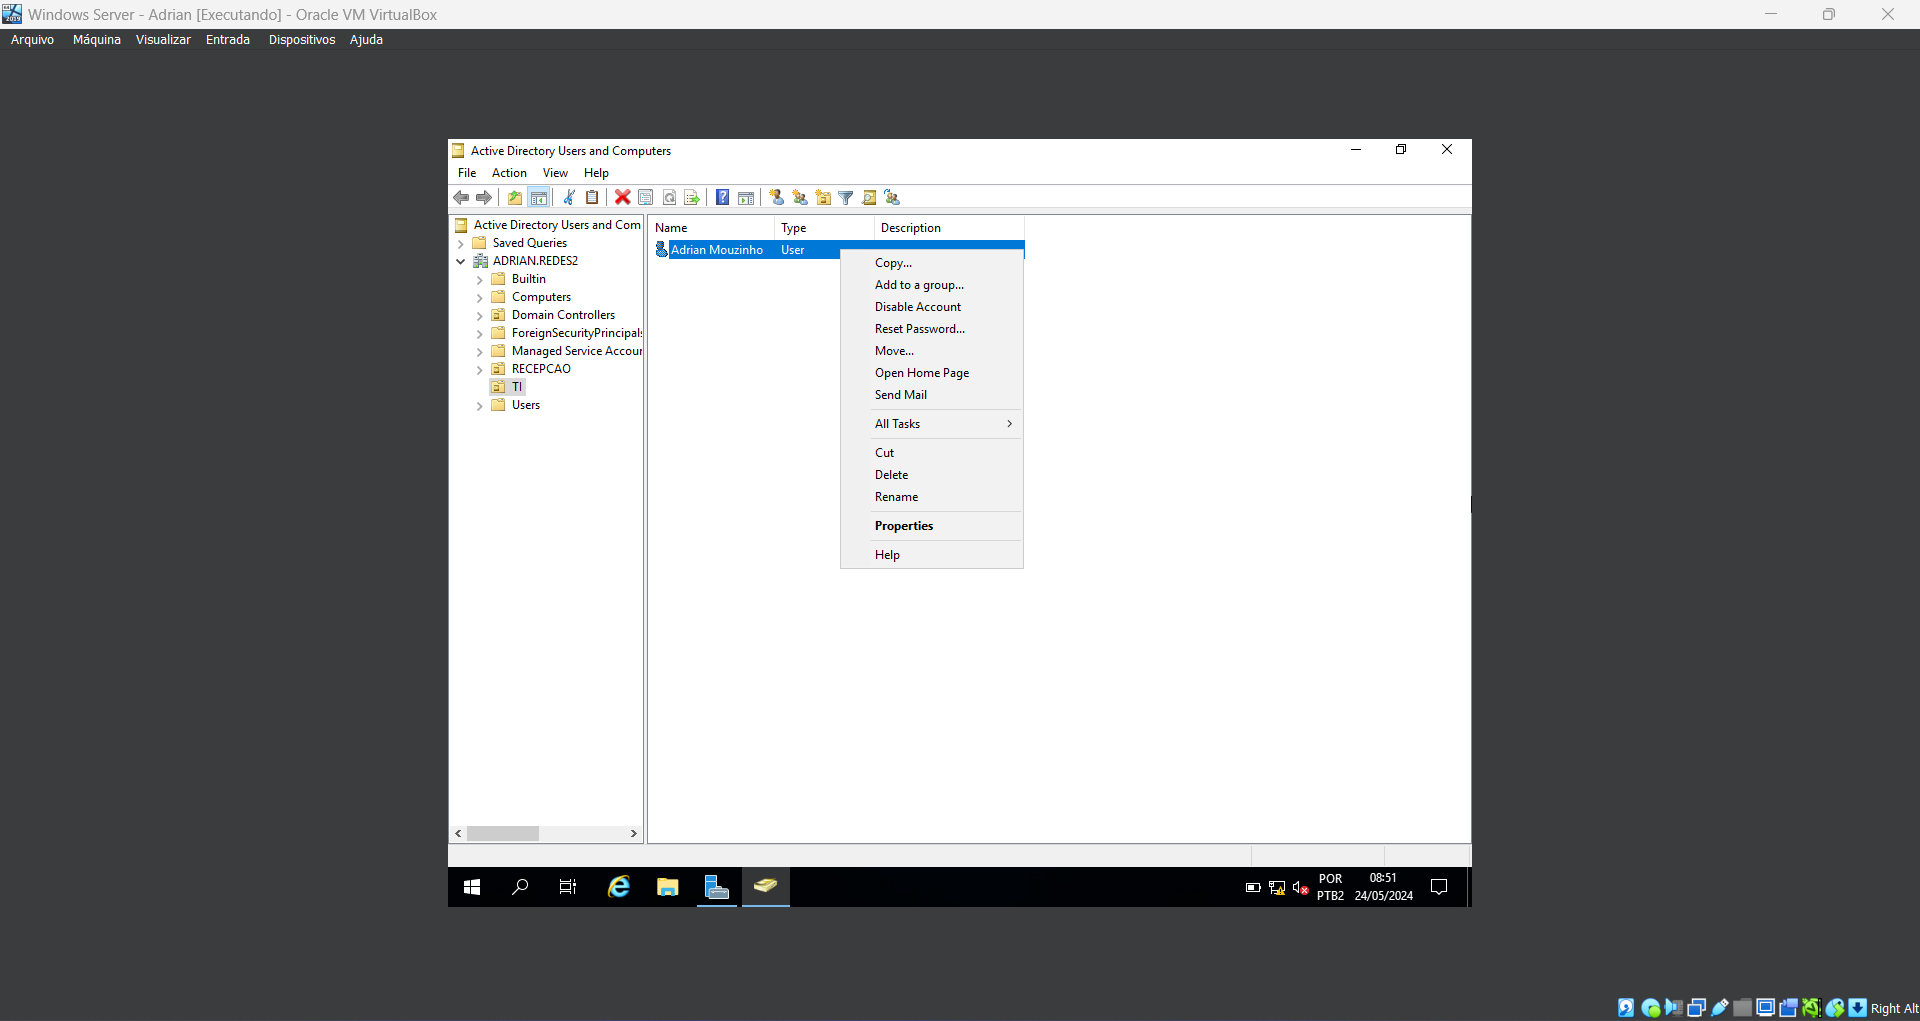 Windows Server - Adrian [Executando] - Oracle VM VirtualBox
Arquivo Máquina Visualizar Entrada Dispositivos Ajuda
Active Directory Users and Computers
File Action View Help
Active Directory Users and Com
Saved Queries
ADRIAN.REDES2
Builtin
Computers
Domain Controllers
ForeignSecurityPrincipals
Managed Service Accour
RECEPCAO
TI
Users
Name Type Description
Adrian Mouzinho User
Copy...
Add to a group...
Disable Account
Reset Password...
Move...
Open Home Page
Send Mail
All Tasks
Cut
Delete
Rename
Properties
Help
POR 08:51
PTB2 24/05/2024
Right Alt